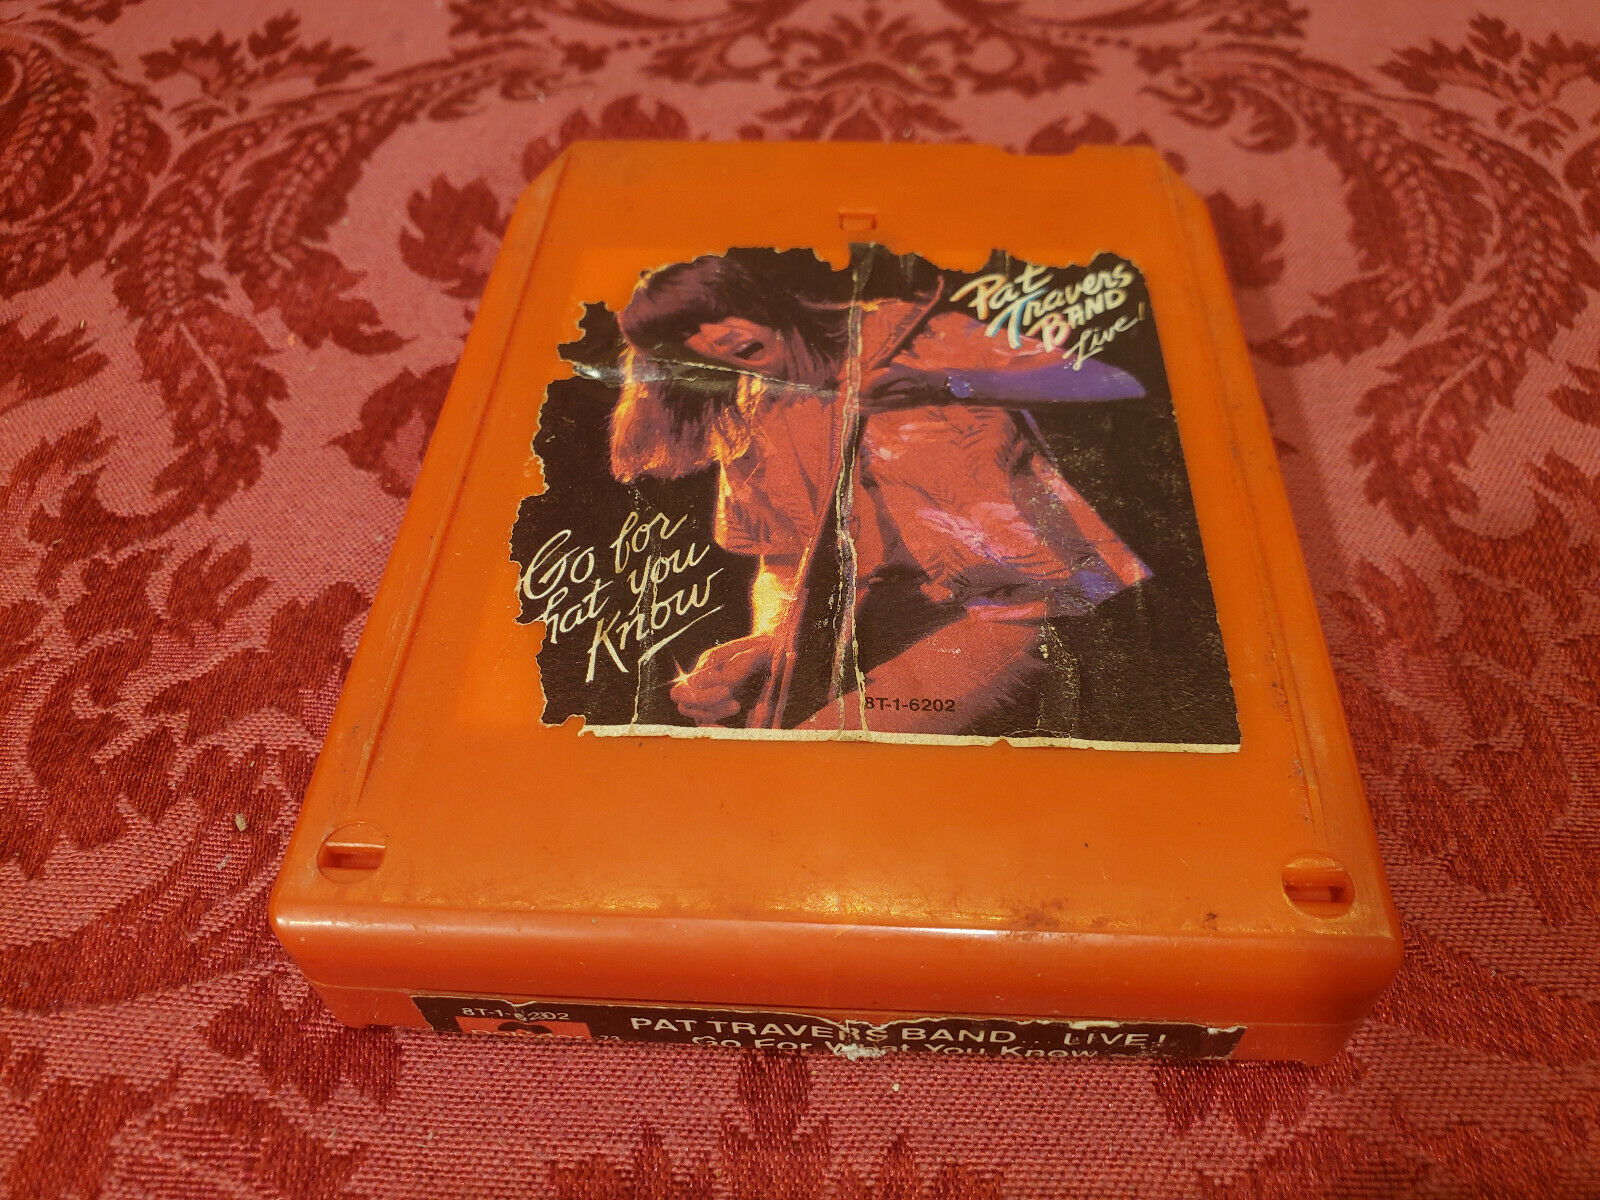 Pat
Travers
BAND
Live!
Go for
hat you
Know
8T-1-6202
8T-1-6202
PAT TRAVERS BAND... LIVE!
Go For What You Know